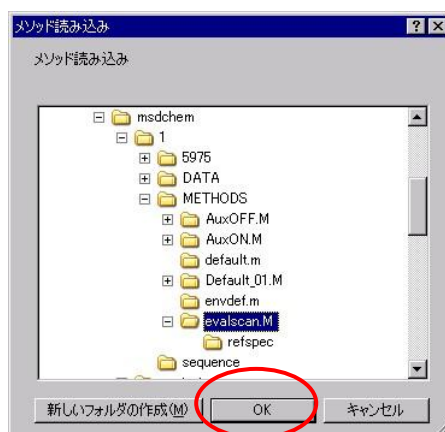 メソッド読み込み
メソッド読み込み
msdchem
1
5975
DATA
METHODS
AuxOFF.M
AuxON.M
default.m
Default_01.M
envdef.m
evalscan.M
refspec
sequence
新しいフォルダの作成(M)
OK
キャンセル